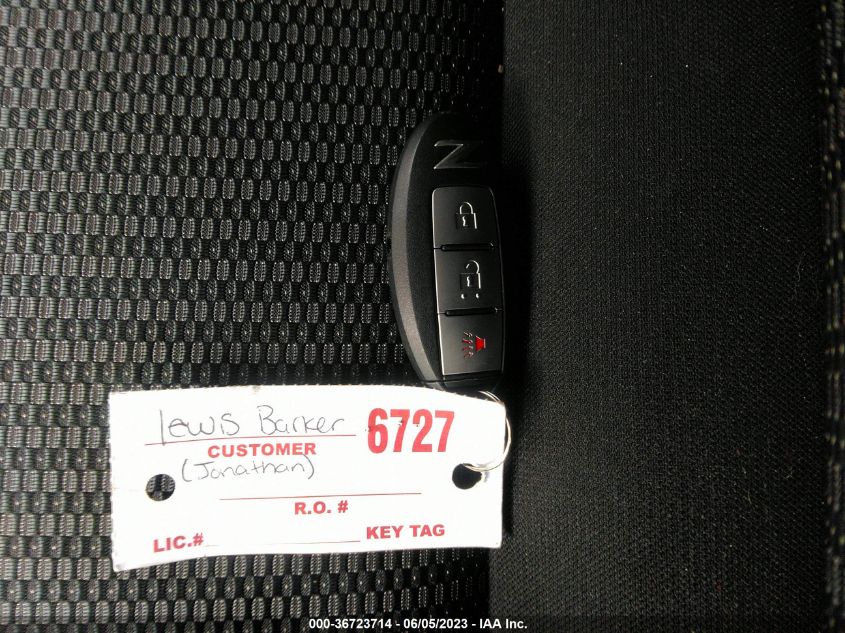 Z
lewis Barker 6727
CUSTOMER
(Jonathan)
R.O. #
LIC.# KEY TAG
000-36723714 - 06/05/2023 - IAA Inc.